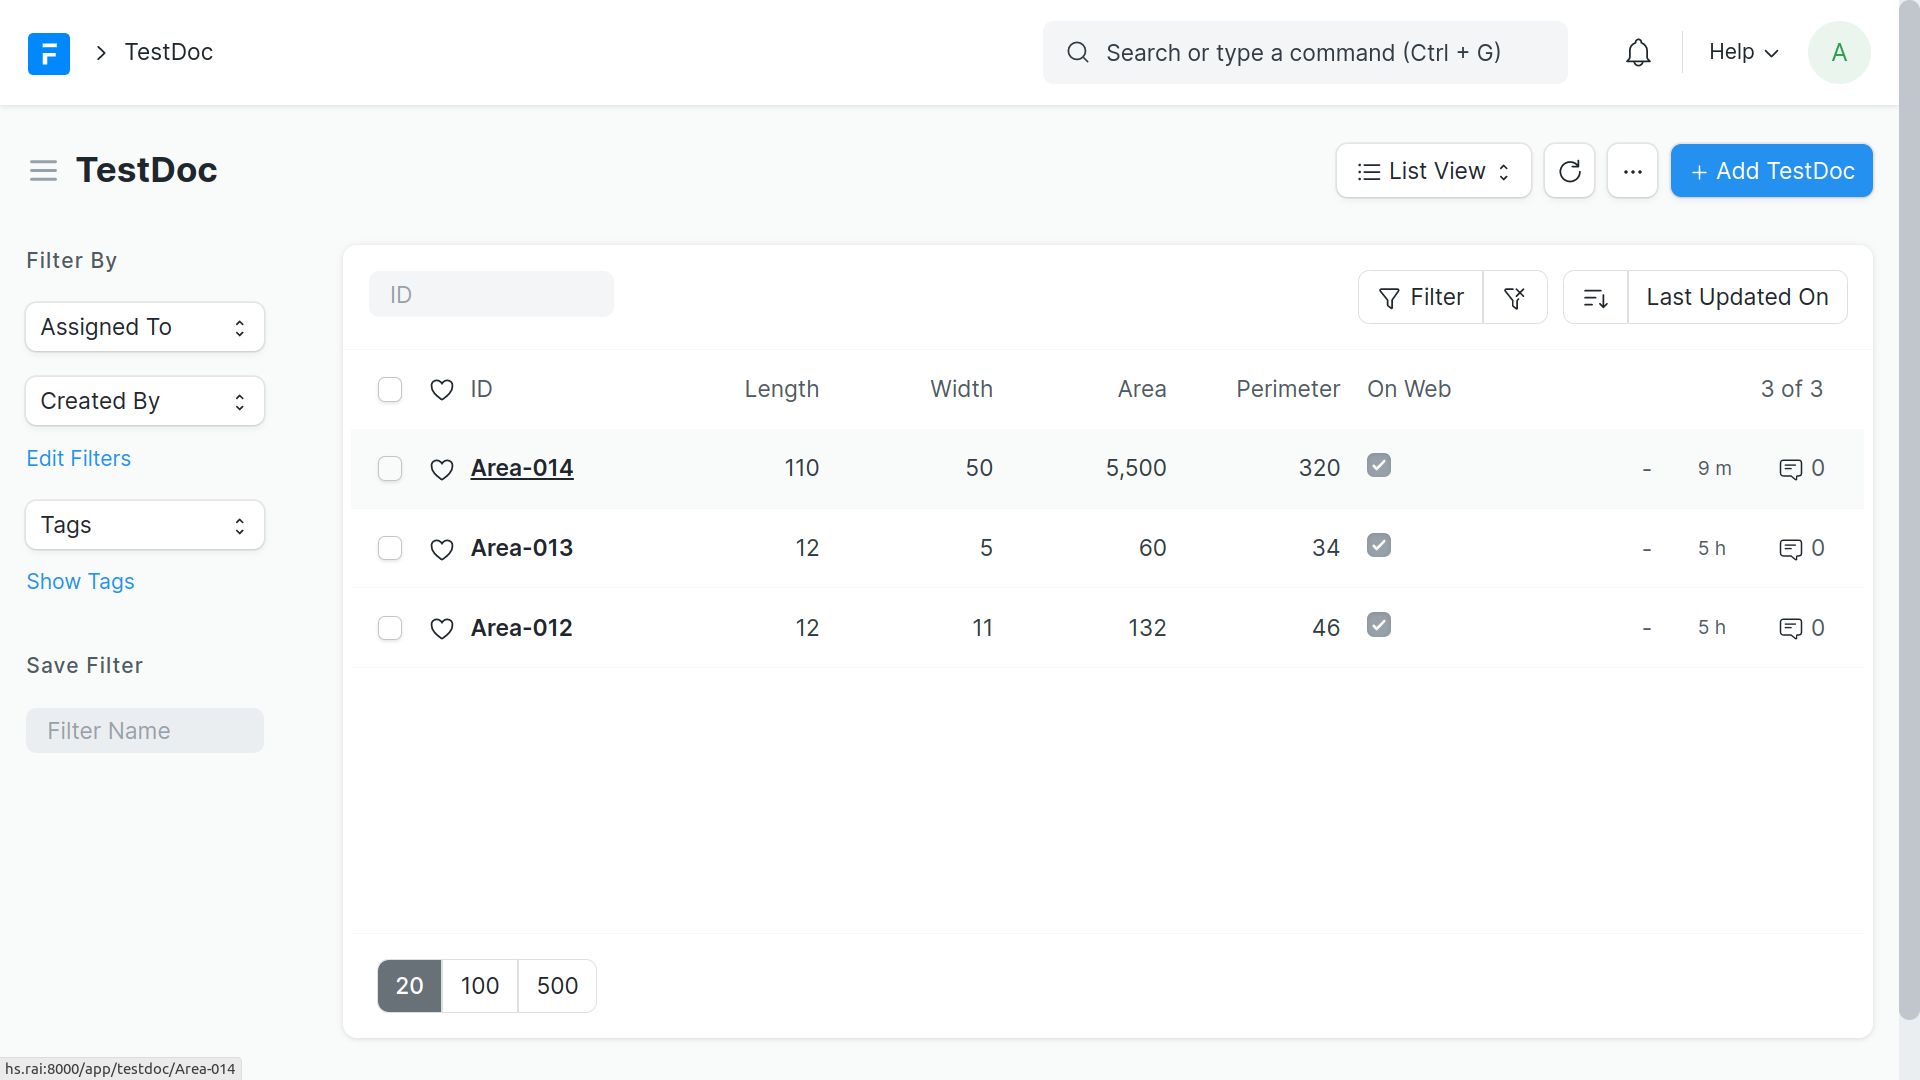 F TestDoc Search or type a command (Ctrl + G) Help A
TestDoc List View ... + Add TestDoc
Filter By
ID Filter Last Updated On
Assigned To
Created By
ID Length Width Area Perimeter On Web 3 of 3
Edit Filters
Area-014 110 50 5,500 320 - 9 m 0
Tags
Area-013 12 5 60 34 - 5 h 0
Show Tags
Area-012 12 11 132 46 - 5 h 0
Save Filter
Filter Name
20 100 500
hs.rai:8000/app/testdoc/Area-014